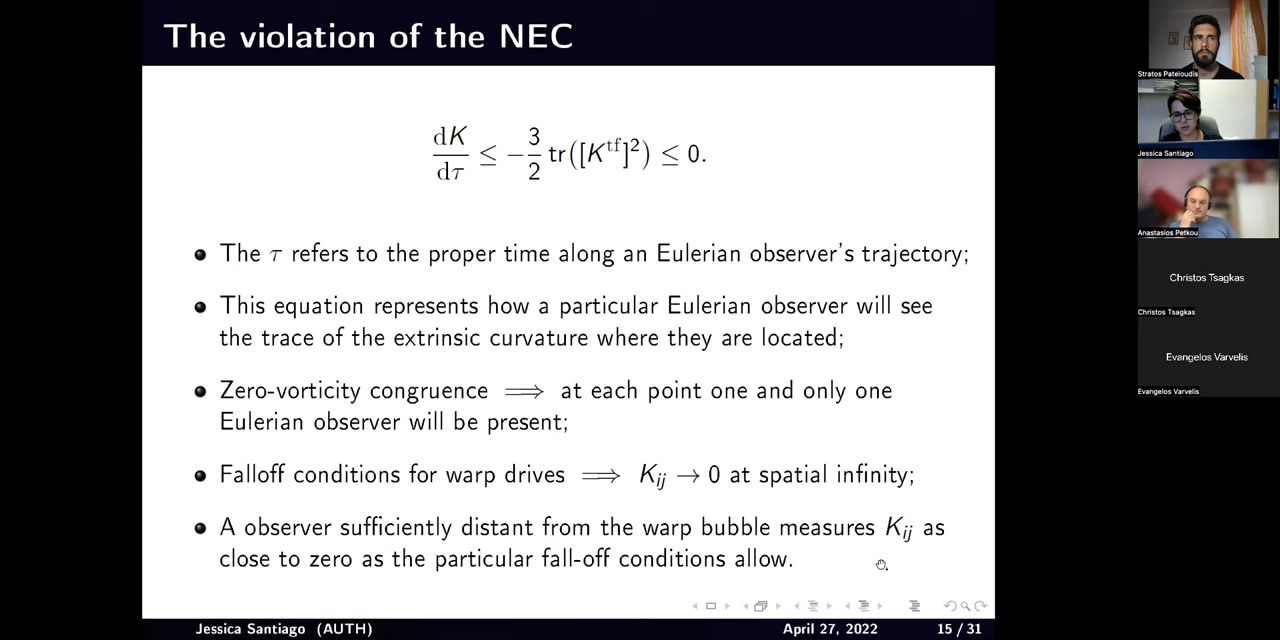 The violation of the NEC
dK/dτ ≤ −3/2 tr([K^tf]²) ≤ 0.
• The τ refers to the proper time along an Eulerian observer's trajectory;
• This equation represents how a particular Eulerian observer will see
the trace of the extrinsic curvature where they are located;
• Zero-vorticity congruence ⟹ at each point one and only one
Eulerian observer will be present;
• Falloff conditions for warp drives ⟹ K_ij → 0 at spatial infinity;
• A observer sufficiently distant from the warp bubble measures K_ij as
close to zero as the particular fall-off conditions allow.
Jessica Santiago (AUTH) April 27, 2022 15 / 31
Stratos Pateloudis
Jessica Santiago
Anastasios Petkou
Christos Tsagkas
Christos Tsagkas
Evangelos Varvelis
Evangelos Varvelis